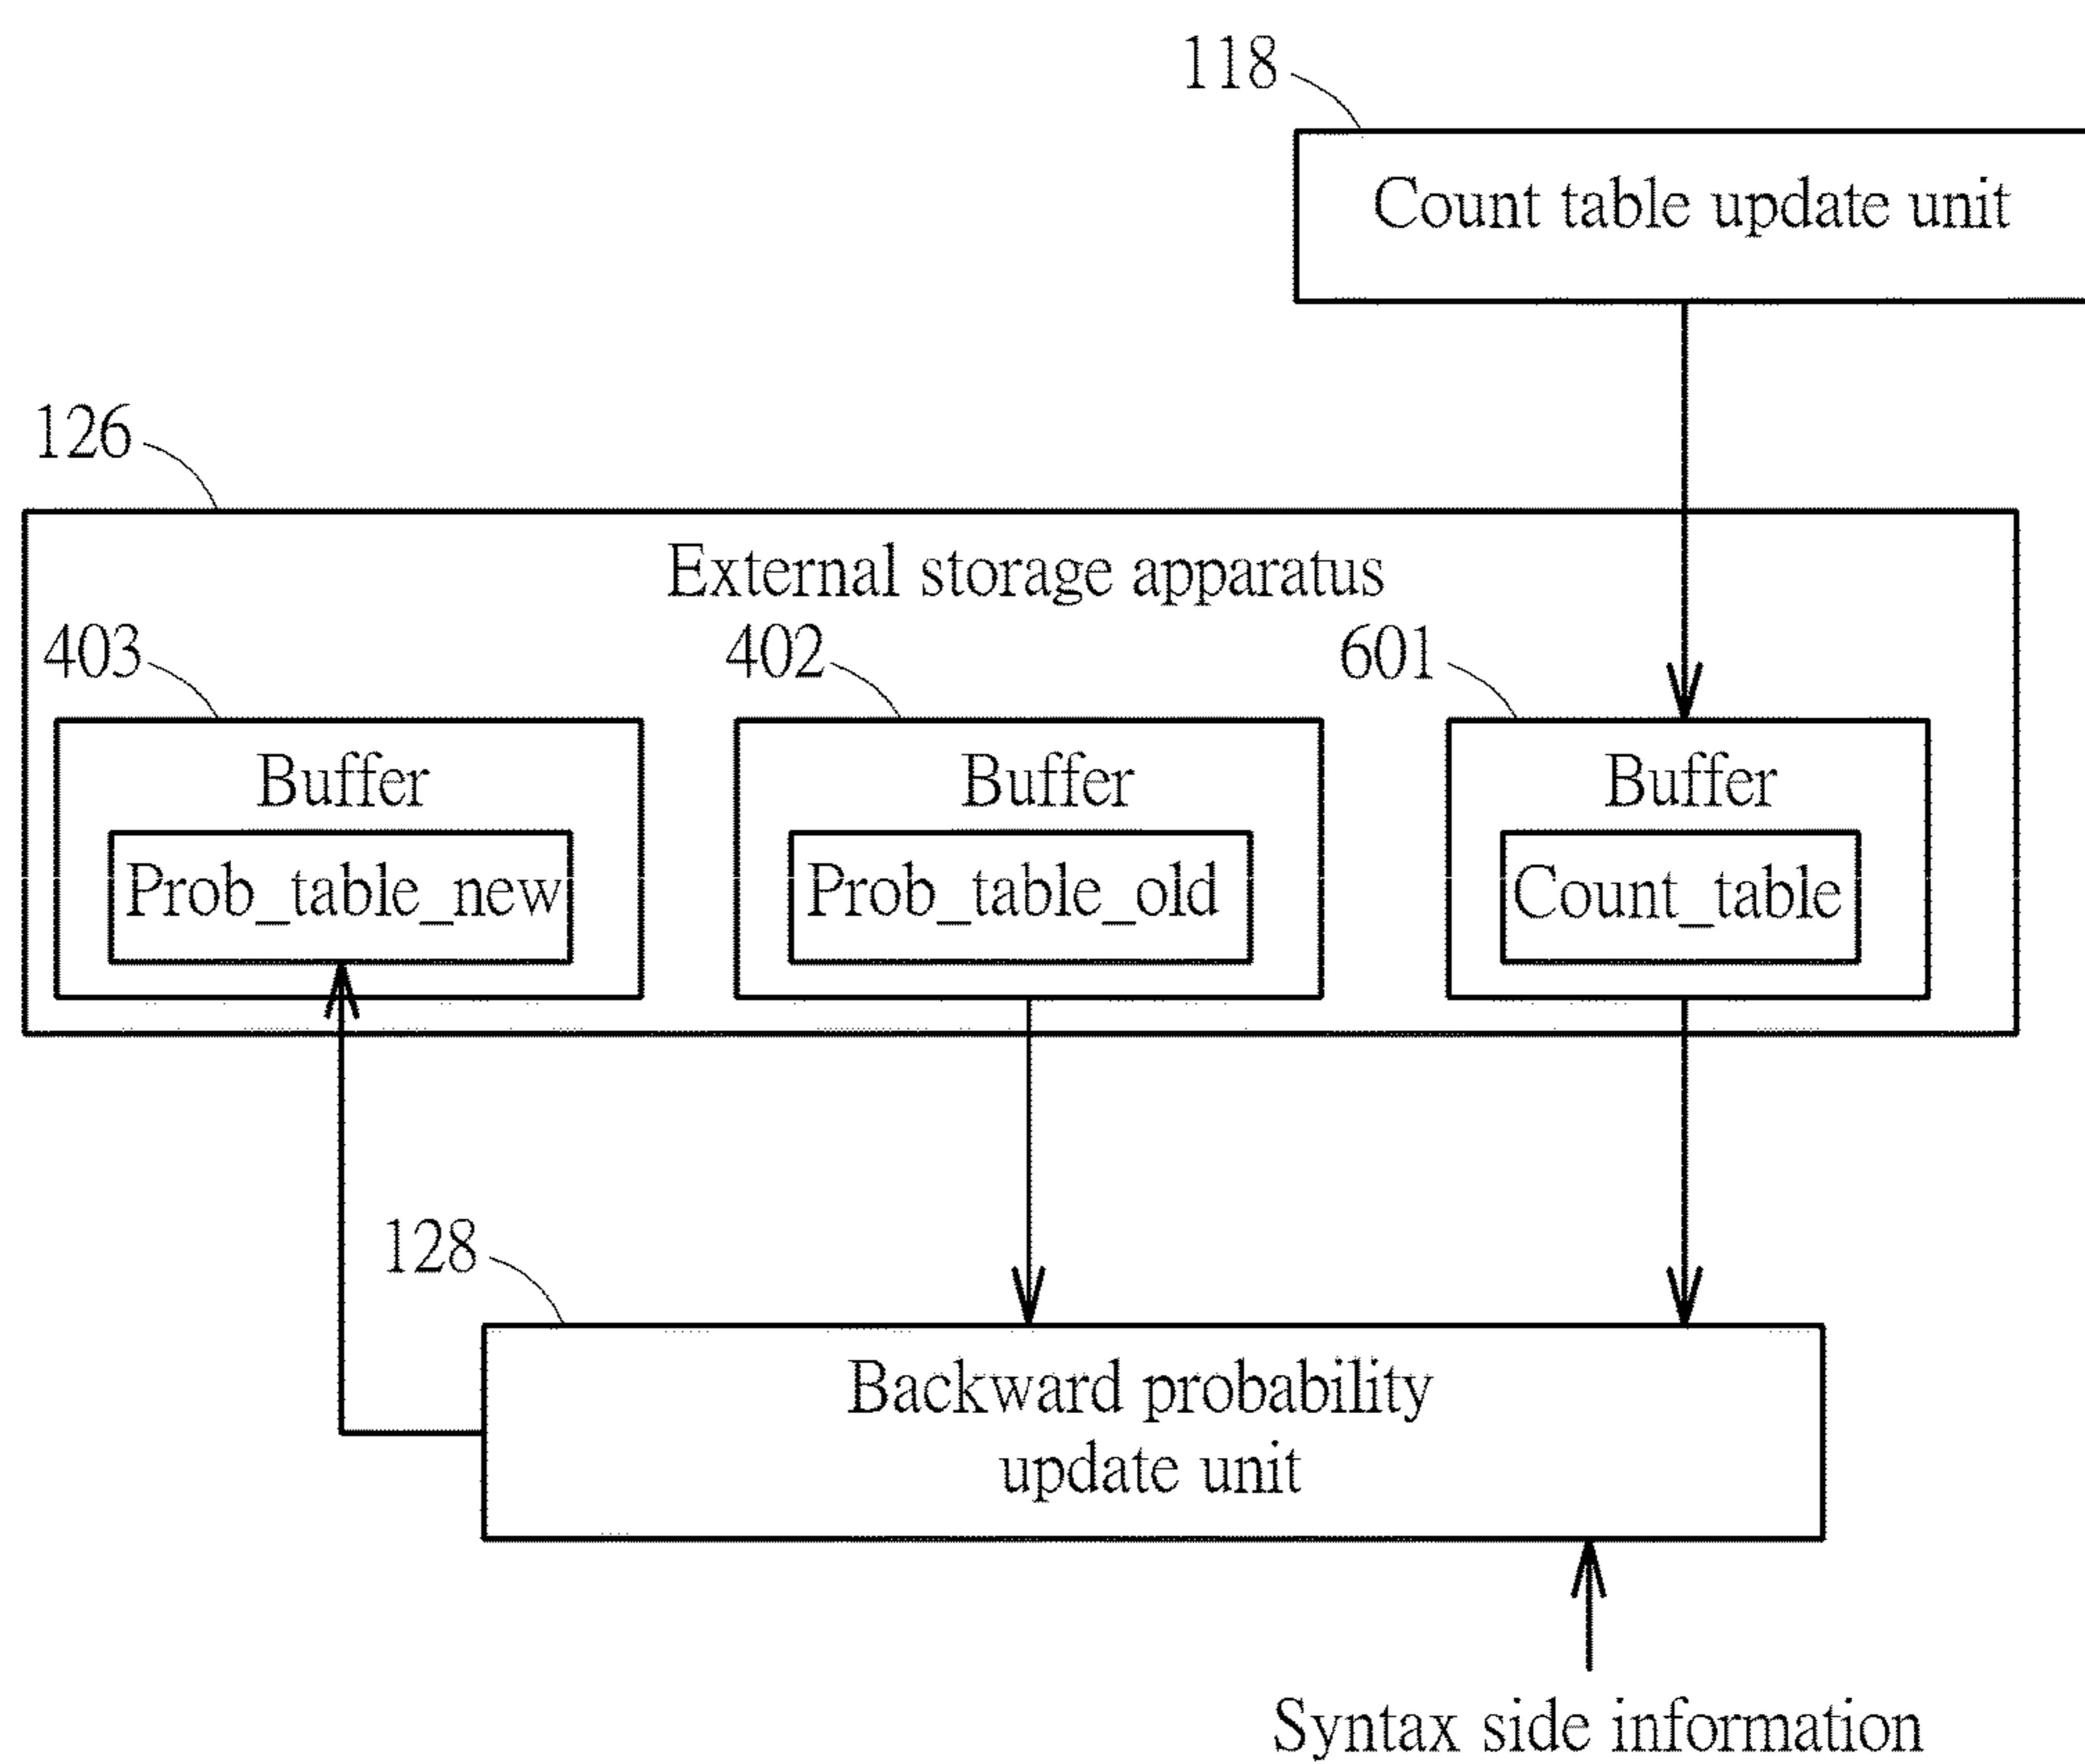 118
Count table update unit
126
External storage apparatus
403
402
601
Buffer
Buffer
Buffer
Prob_table_new
Prob_table_old
Count_table
128
Backward probability
update unit
Syntax side information